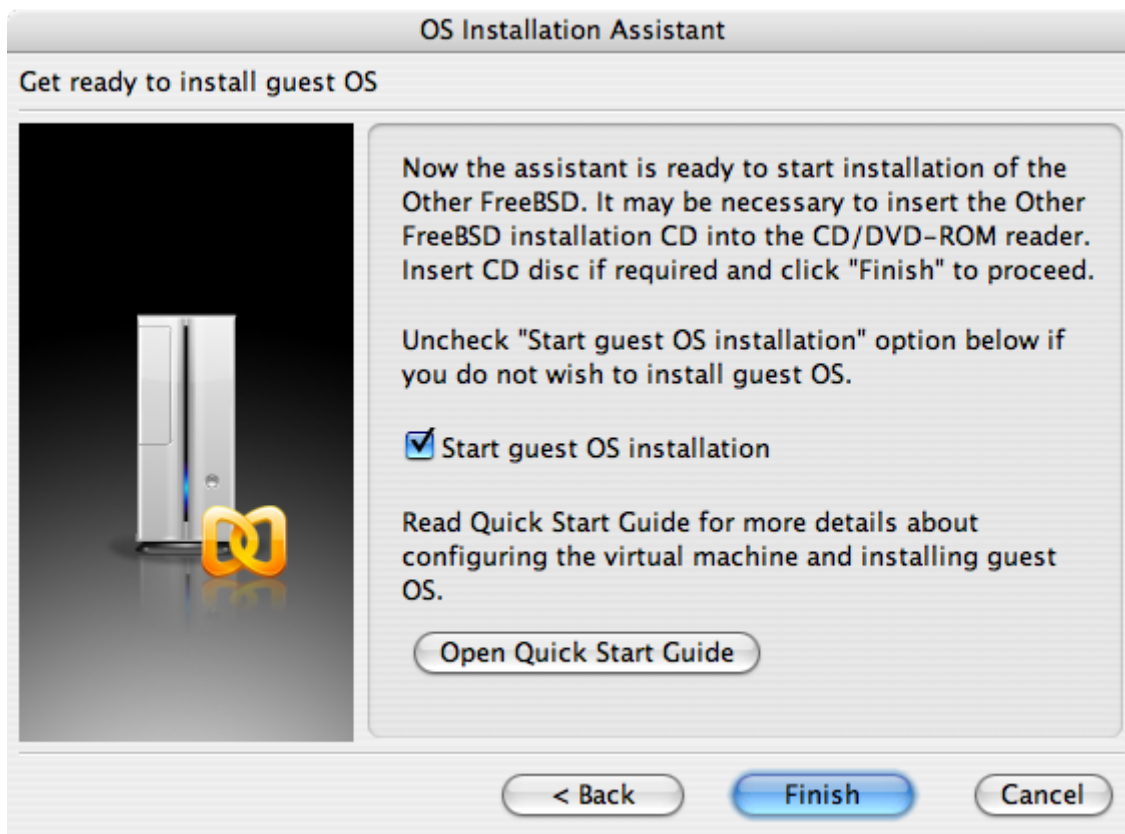 OS Installation Assistant
Get ready to install guest OS
Now the assistant is ready to start installation of the
Other FreeBSD. It may be necessary to insert the Other
FreeBSD installation CD into the CD/DVD-ROM reader.
Insert CD disc if required and click "Finish" to proceed.
Uncheck "Start guest OS installation" option below if
you do not wish to install guest OS.
Start guest OS installation
Read Quick Start Guide for more details about
configuring the virtual machine and installing guest
OS.
Open Quick Start Guide
< Back
Finish
Cancel